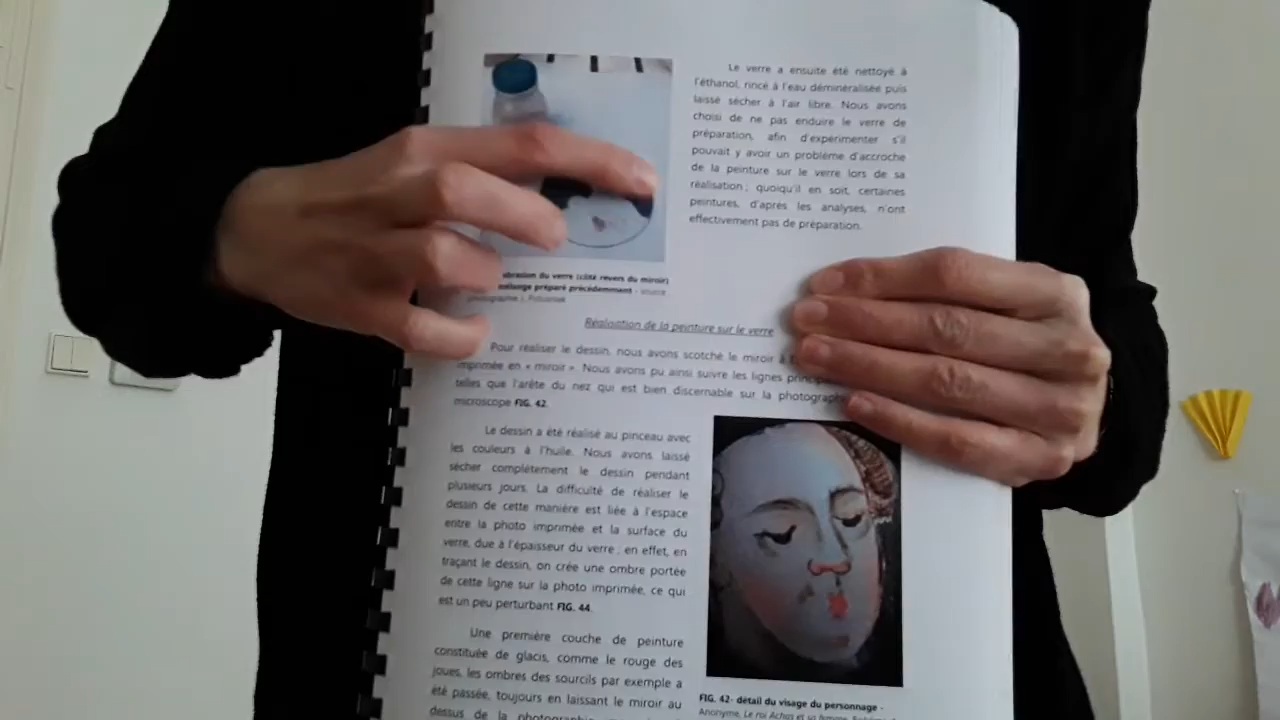 Le verre a ensuite été nettoyé à
l'éthanol, rincé à l'eau déminéralisée puis
laissé sécher à l'air libre. Nous avons
choisi de ne pas enduire le verre de
préparation, afin d'expérimenter s'il
pouvait y avoir un problème d'accroche
de la peinture sur le verre lors de sa
réalisation ; quoiqu'il en soit, certaines
peintures, d'après les analyses, n'ont
effectivement pas de préparation.
abrasion du verre (côté revers du miroir)
mélange préparé précédemment - source
photographie J.
Réalisation de la peinture sur le verre
Pour réaliser le dessin, nous avons scotché le miroir à
imprimée en « miroir ». Nous avons pu ainsi suivre les lignes
telles que l'arête du nez qui est bien discernable sur la
microscope FIG. 42.
Le dessin a été réalisé au pinceau avec
les couleurs à l'huile. Nous avons laissé
sécher complètement le dessin pendant
plusieurs jours. La difficulté de réaliser le
dessin de cette manière est liée à l'espace
entre la photo imprimée et la surface du
verre, due à l'épaisseur du verre ; en effet, en
traçant le dessin, on crée une ombre portée
de cette ligne sur la photo imprimée, ce qui
est un peu perturbant FIG. 44.
Une première couche de peinture
constituée de glacis, comme le rouge des
joues, les ombres des sourcils par exemple a
été passée, toujours en laissant le miroir au
dessus de la
FIG. 42- détail du visage du personnage -
Anonyme, Le roi Achas et sa femme,